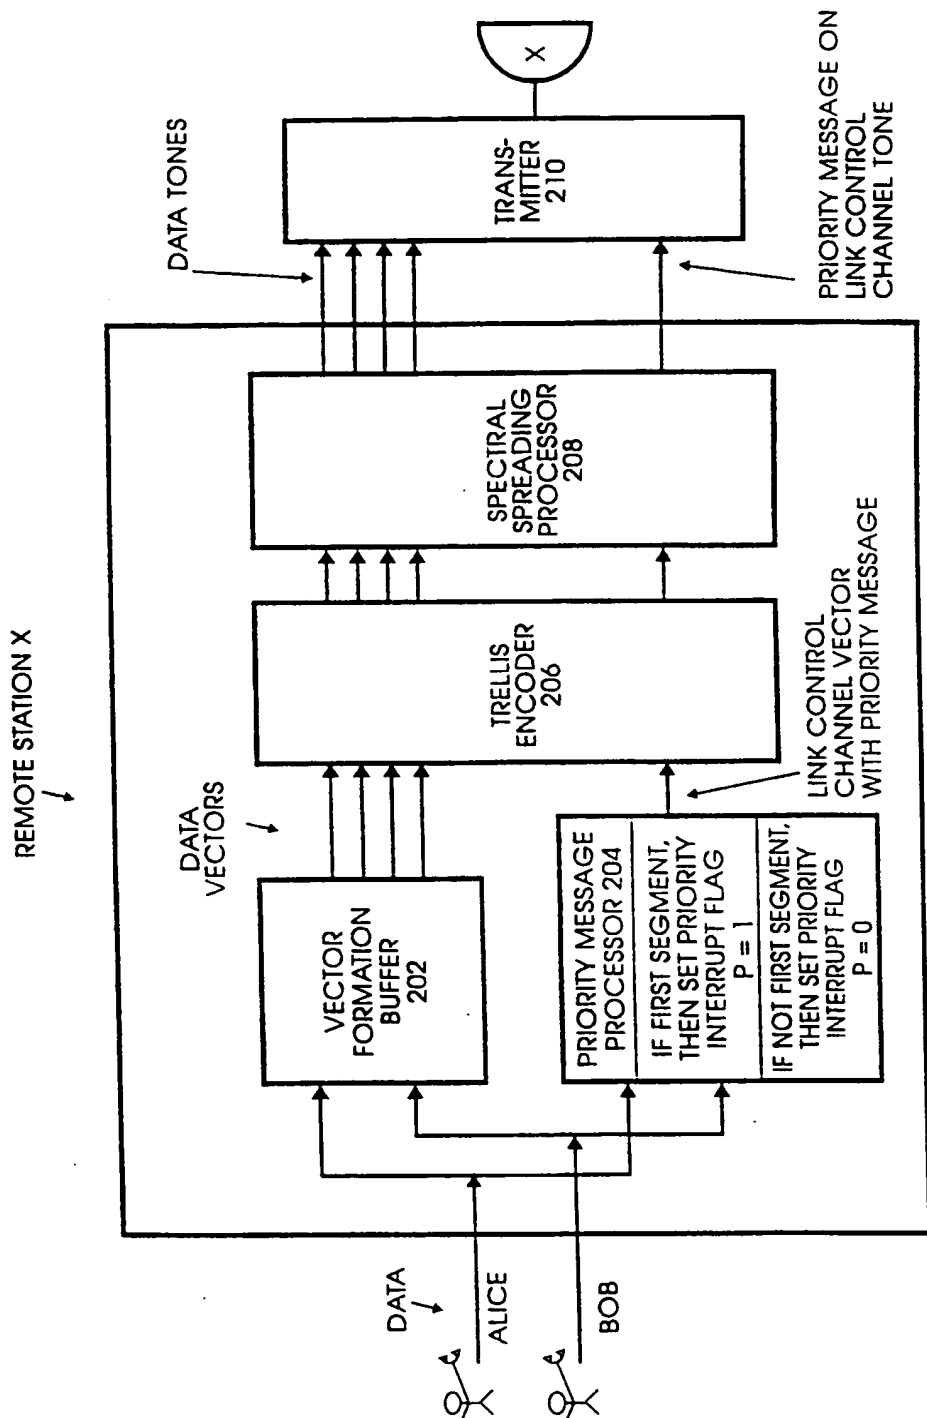 REMOTE STATION X
DATA
ALICE
BOB
VECTOR
FORMATION
BUFFER
202
PRIORITY MESSAGE
PROCESSOR 204
IF FIRST SEGMENT,
THEN SET PRIORITY
INTERRUPT FLAG
P = 1
IF NOT FIRST SEGMENT,
THEN SET PRIORITY
INTERRUPT FLAG
P = 0
DATA
VECTORS
LINK CONTROL
CHANNEL VECTOR
WITH PRIORITY MESSAGE
TRELLIS
ENCODER
206
SPECTRAL
SPREADING
PROCESSOR
208
DATA TONES
TRANS-
MITTER
210
PRIORITY MESSAGE ON
LINK CONTROL
CHANNEL TONE
X